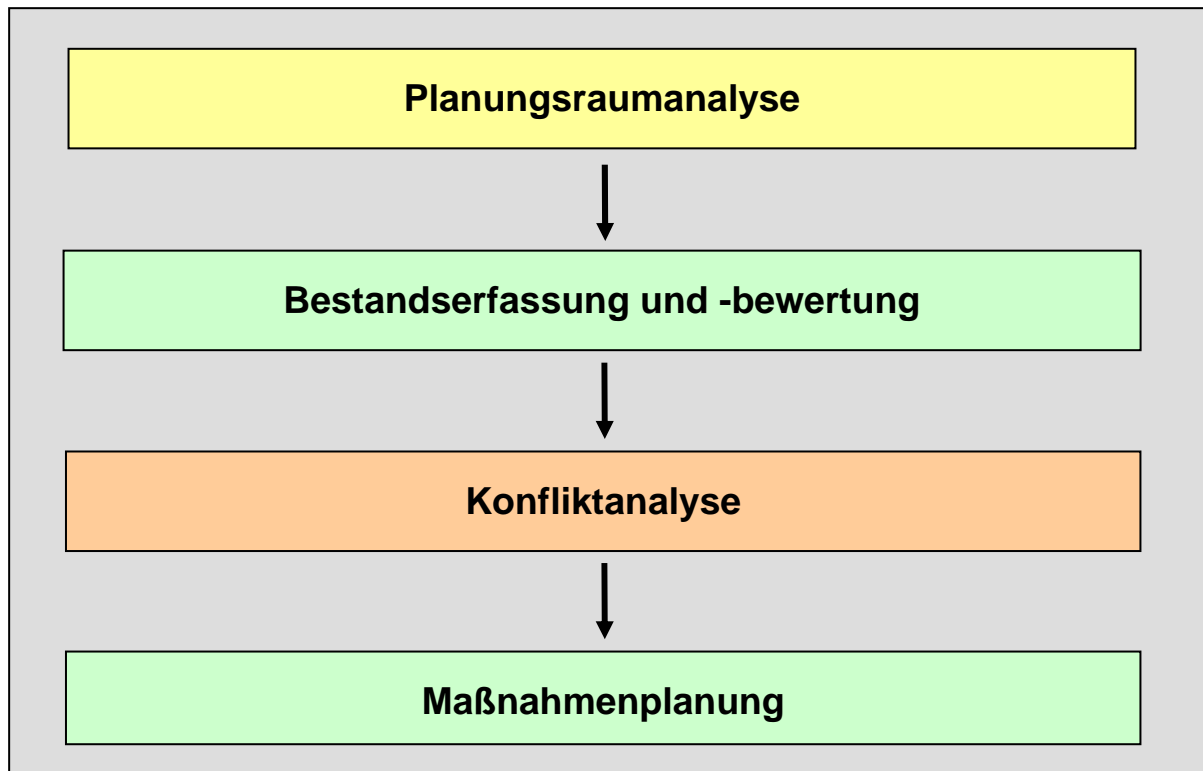 Planungsraumanalyse
Bestandserfassung und -bewertung
Konfliktanalyse
Maßnahmenplanung